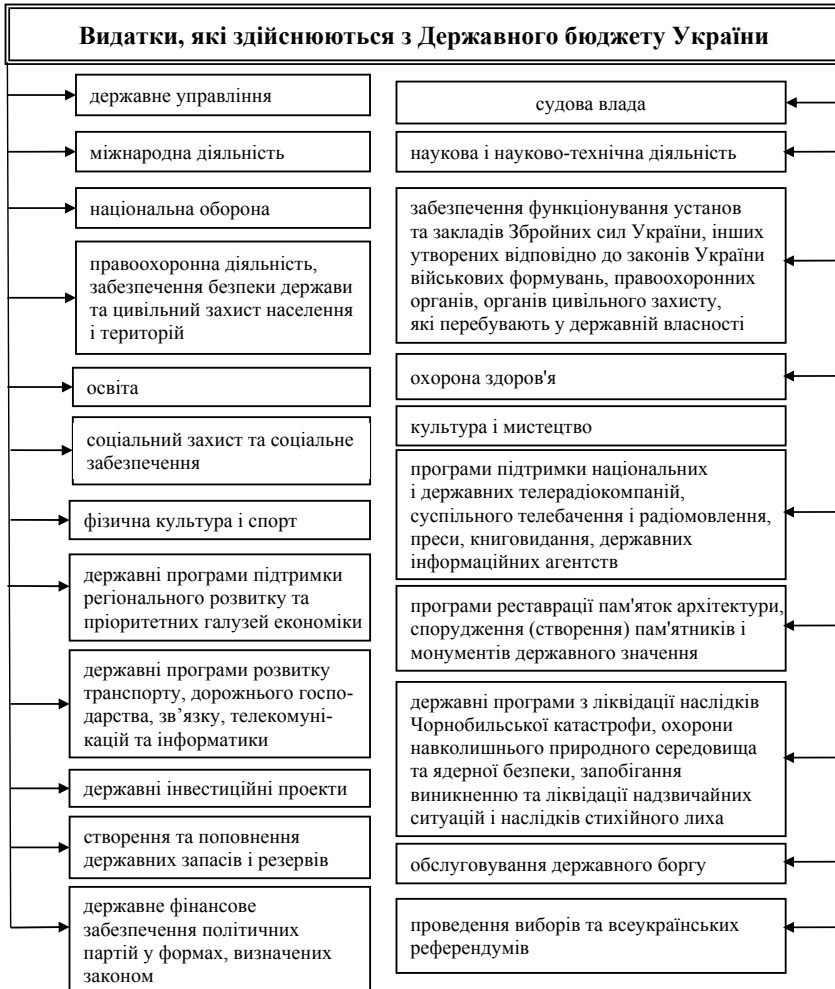 Видатки, які здійснюються з Державного бюджету України
державне управління
міжнародна діяльність
національна оборона
правоохоронна діяльність,
забезпечення безпеки держави
та цивільний захист населення
і територій
освіта
соціальний захист та соціальне
забезпечення
фізична культура і спорт
державні програми підтримки
регіонального розвитку та
пріоритетних галузей економіки
державні програми розвитку
транспорту, дорожнього госпо-
дарства, зв’язку, телекомуні-
кацій та інформатики
державні інвестиційні проекти
створення та поповнення
державних запасів і резервів
державне фінансове
забезпечення політичних
партій у формах, визначених
законом
судова влада
наукова і науково-технічна діяльність
забезпечення функціонування установ
та закладів Збройних сил України, інших
утворених відповідно до законів України
військових формувань, правоохоронних
органів, органів цивільного захисту,
які перебувають у державній власності
охорона здоров'я
культура і мистецтво
програми підтримки національних
і державних телерадіокомпаній,
суспільного телебачення і радіомовлення,
преси, книговидання, державних
інформаційних агентств
програми реставрації пам'яток архітектури,
спорудження (створення) пам'ятників і
монументів державного значення
державні програми з ліквідації наслідків
Чорнобильської катастрофи, охорони
навколишнього природного середовища
та ядерної безпеки, запобігання
виникненню та ліквідації надзвичайних
ситуацій і наслідків стихійного лиха
обслуговування державного боргу
проведення виборів та всеукраїнських
референдумів